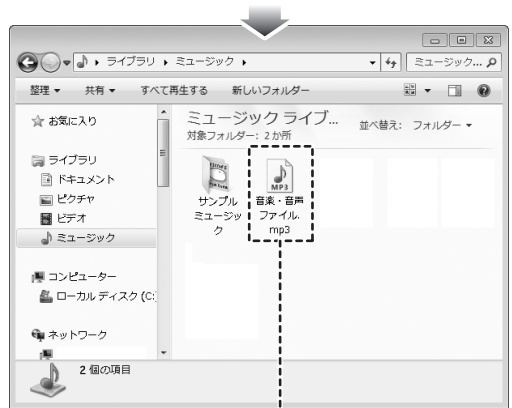 ライブラリ ▸ ミュージック ▸
ミュージック...
整理 ▼ 共有 ▼ すべて再生する 新しいフォルダー
お気に入り
ライブラリ
ドキュメント
ピクチャ
ビデオ
ミュージック
コンピューター
ローカル ディスク (C:)
ネットワーク
ミュージック ライブ...
対象フォルダー: 2 か所
並べ替え: フォルダー ▼
サンプル
ミュージッ
ク
MP3
音楽・音声
ファイル.
mp3
2 個の項目